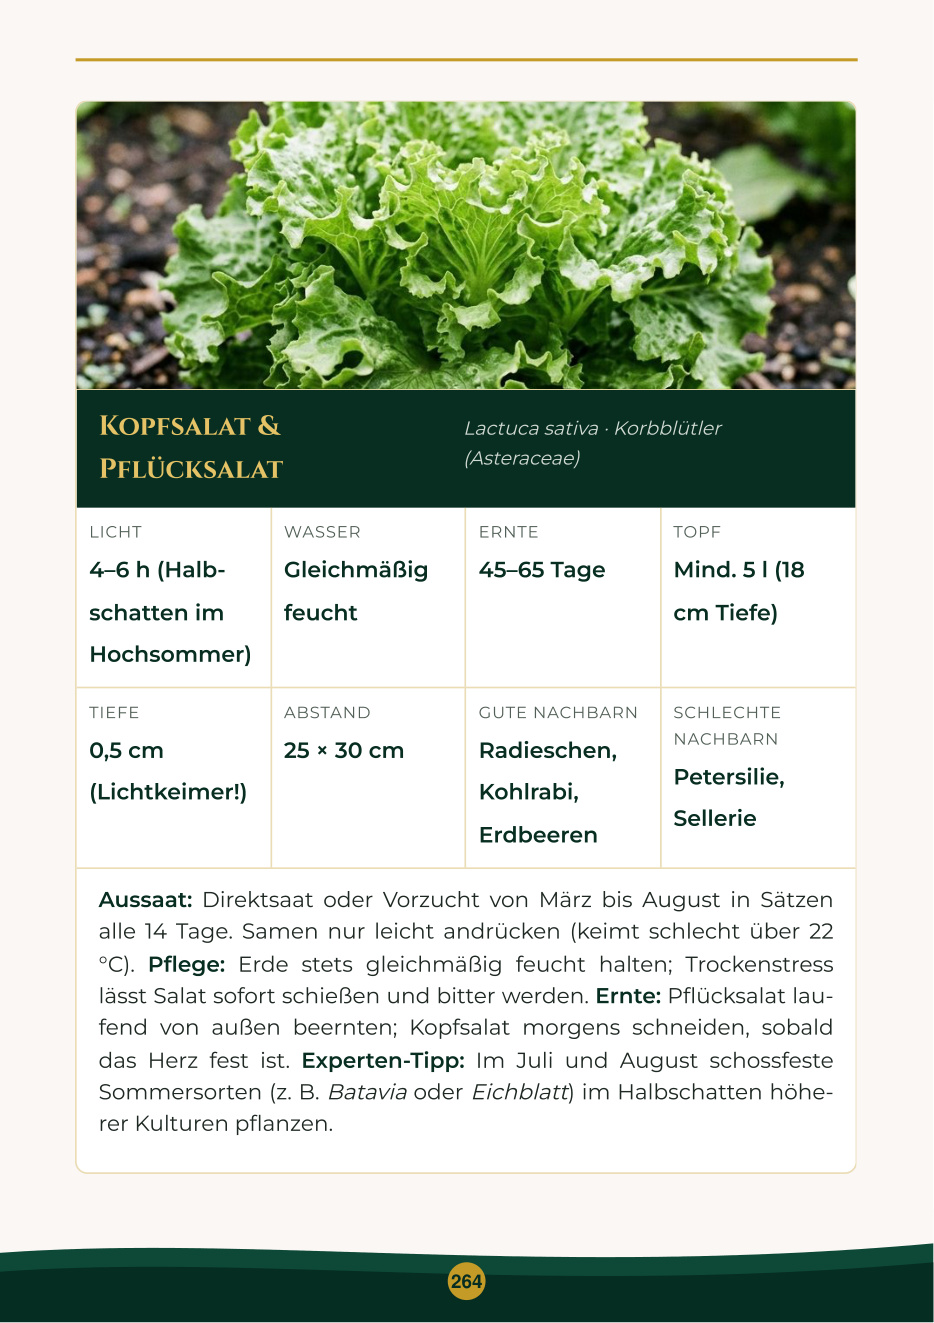 Kopfsalat &
Pflücksalat
Lactuca sativa · Korbblütler
(Asteraceae)
LICHT
4–6 h (Halb-
schatten im
Hochsommer)
WASSER
Gleichmäßig
feucht
ERNTE
45–65 Tage
TOPF
Mind. 5 l (18
cm Tiefe)
TIEFE
0,5 cm
(Lichtkeimer!)
ABSTAND
25 × 30 cm
GUTE NACHBARN
Radieschen,
Kohlrabi,
Erdbeeren
SCHLECHTE
NACHBARN
Petersilie,
Sellerie
Aussaat: Direktsaat oder Vorzucht von März bis August in Sätzen
alle 14 Tage. Samen nur leicht andrücken (keimt schlecht über 22
°C). Pflege: Erde stets gleichmäßig feucht halten; Trockenstress
lässt Salat sofort schießen und bitter werden. Ernte: Pflücksalat lau-
fend von außen beernten; Kopfsalat morgens schneiden, sobald
das Herz fest ist. Experten-Tipp: Im Juli und August schossfeste
Sommersorten (z. B. Batavia oder Eichblatt) im Halbschatten höhe-
rer Kulturen pflanzen.
264